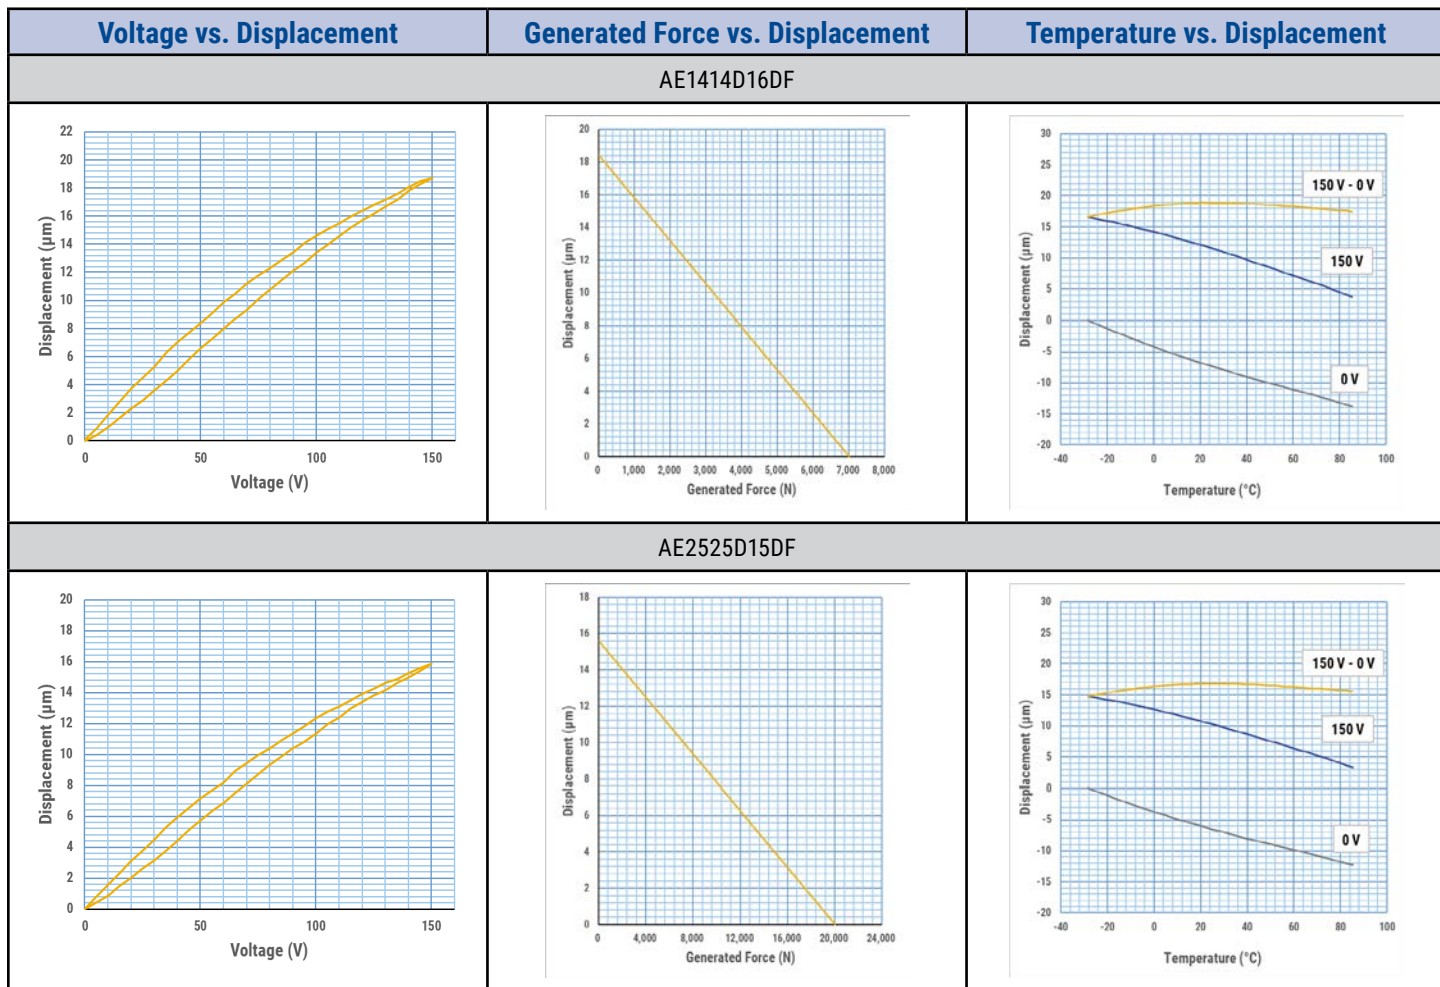 Voltage vs. Displacement
Generated Force vs. Displacement
Temperature vs. Displacement
AE1414D16DF
22
20
18
16
14
12
10
8
6
4
2
0
Displacement (µm)
0 50 100 150
Voltage (V)
20
18
16
14
12
10
8
6
4
2
0
Displacement (µm)
0 1,000 2,000 3,000 4,000 5,000 6,000 7,000 8,000
Generated Force (N)
30
25
20
15
10
5
0
-5
-10
-15
-20
Displacement (µm)
150 V - 0 V
150 V
0 V
-40 -20 0 20 40 60 80 100
Temperature (°C)
AE2525D15DF
20
18
16
14
12
10
8
6
4
2
0
Displacement (µm)
0 50 100 150
Voltage (V)
18
16
14
12
10
8
6
4
2
0
Displacement (µm)
0 4,000 8,000 12,000 16,000 20,000 24,000
Generated Force (N)
30
25
20
15
10
5
0
-5
-10
-15
-20
Displacement (µm)
150 V - 0 V
150 V
0 V
-40 -20 0 20 40 60 80 100
Temperature (°C)